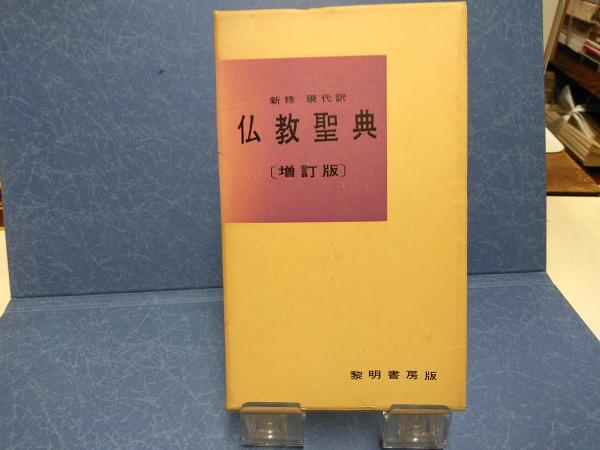 新修 現代訳
仏教聖典
〔増訂版〕
黎明書房版